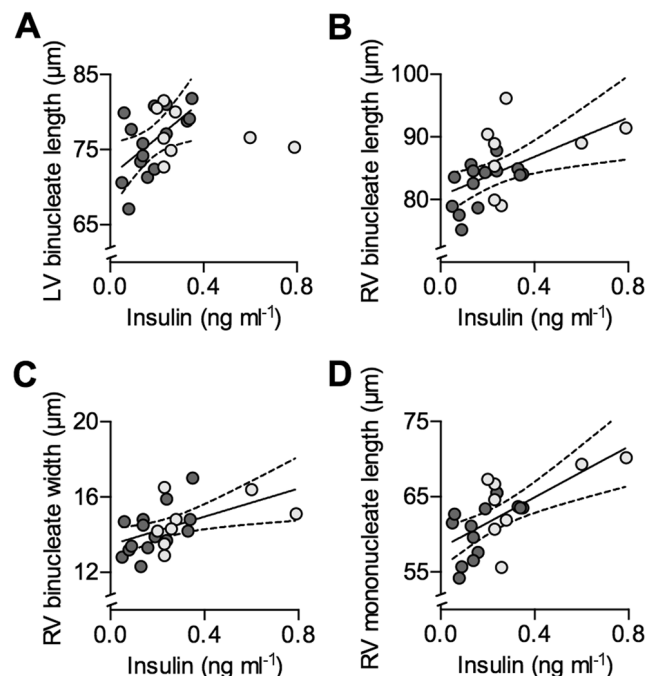 A
LV binucleate length (µm)
85
75
65
0.0 0.4 0.8
Insulin (ng ml⁻¹)
B
RV binucleate length (µm)
100
90
80
0.0 0.4 0.8
Insulin (ng ml⁻¹)
C
RV binucleate width (µm)
20
16
12
0.0 0.4 0.8
Insulin (ng ml⁻¹)
D
RV mononucleate length (µm)
75
65
55
0.0 0.4 0.8
Insulin (ng ml⁻¹)